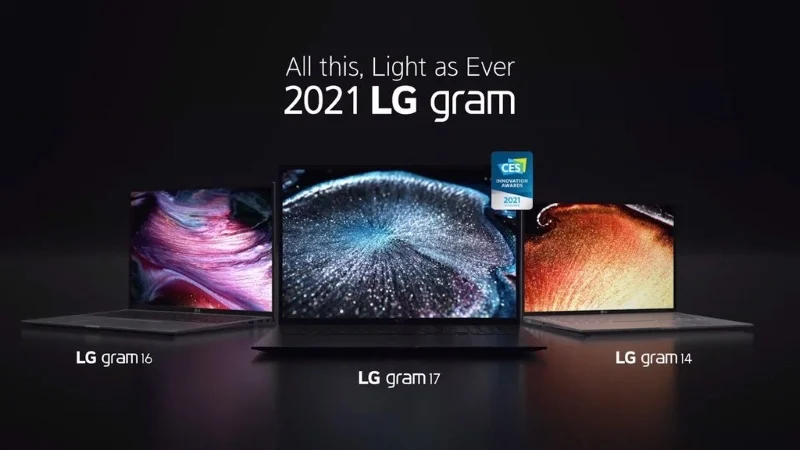 All this, Light as Ever
2021 LG gram
CES
INNOVATION
AWARDS
2021
LG gram 16
LG gram 17
LG gram 14